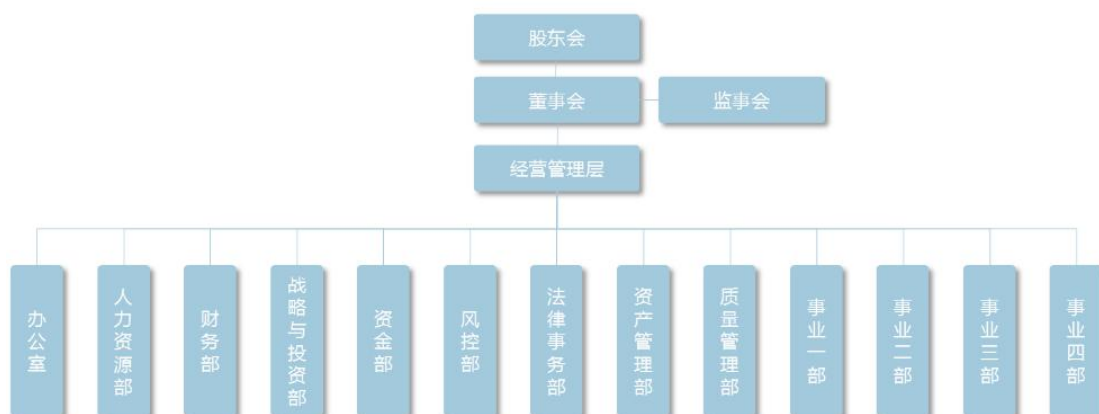 股东会
董事会
监事会
经营管理层
办公室
人力资源部
财务部
战略与投资部
资金部
风控部
法律事务部
资产管理部
质量管理部
事业一部
事业二部
事业三部
事业四部